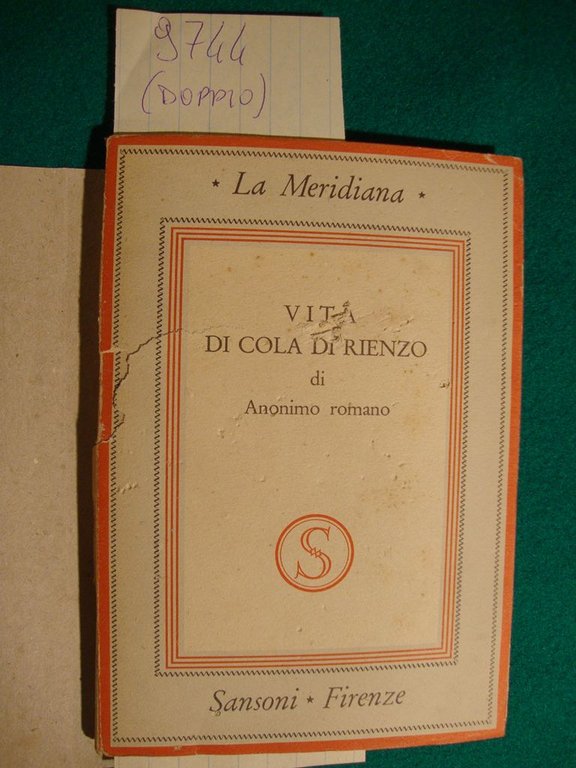 9744
(DOPPIO)
★ La Meridiana ★
VITA
DI COLA DI RIENZO
di
Anonimo romano
S
Sansoni ★ Firenze